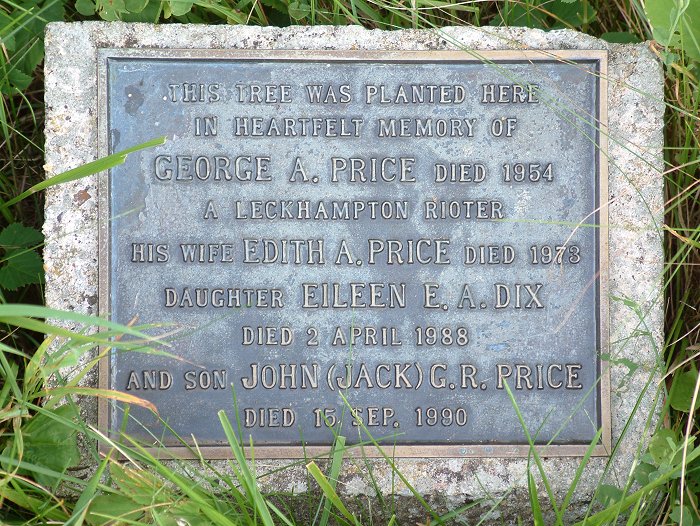 THIS TREE WAS PLANTED HERE
IN HEARTFELT MEMORY OF
GEORGE A. PRICE DIED 1954
A LECKHAMPTON RIOTER
HIS WIFE EDITH A. PRICE DIED 1973
DAUGHTER EILEEN E.A. DIX
DIED 2 APRIL 1988
AND SON JOHN (JACK) G.R. PRICE
DIED 15 SEP. 1990